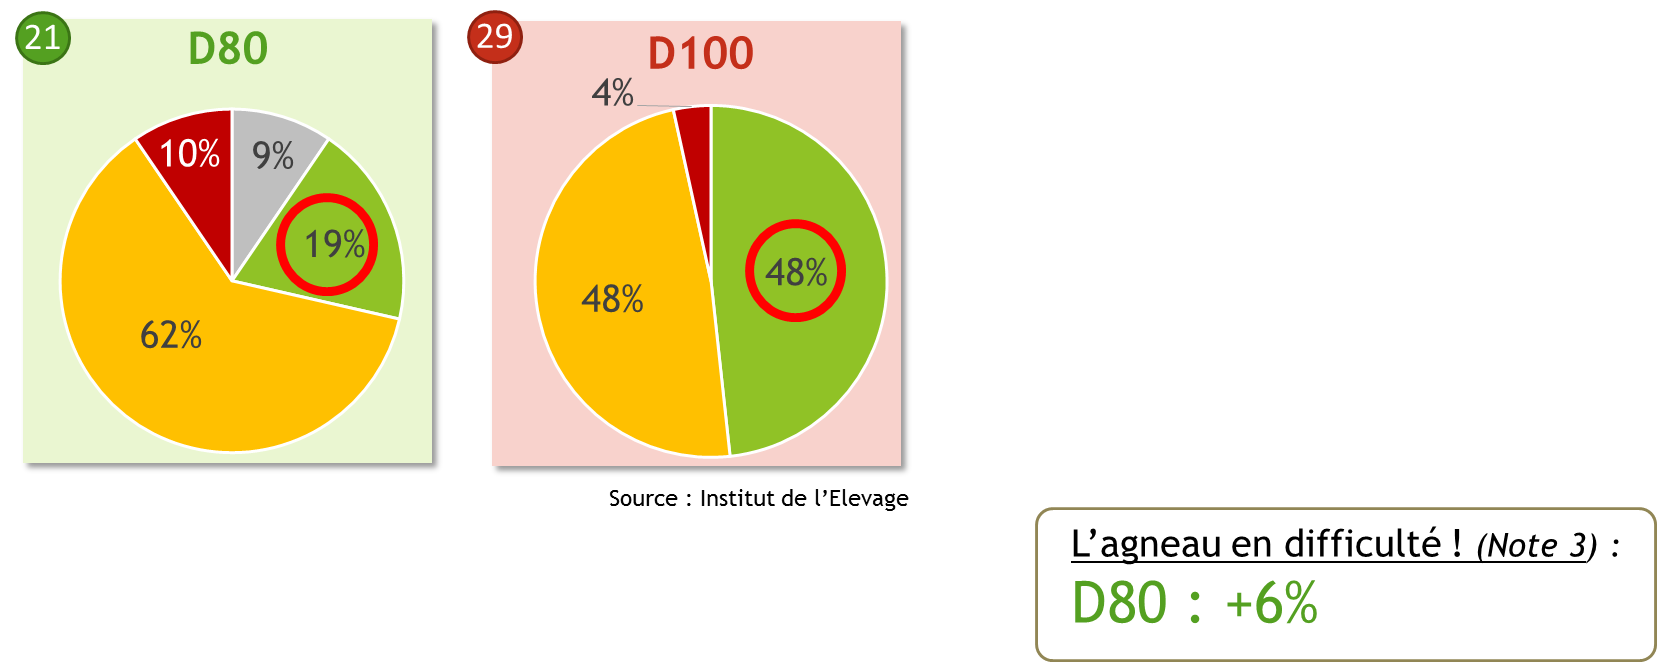 21
D80
10%
9%
19%
62%
29
D100
4%
48%
48%
Source : Institut de l’Elevage
L’agneau en difficulté ! (Note 3) :
D80 : +6%